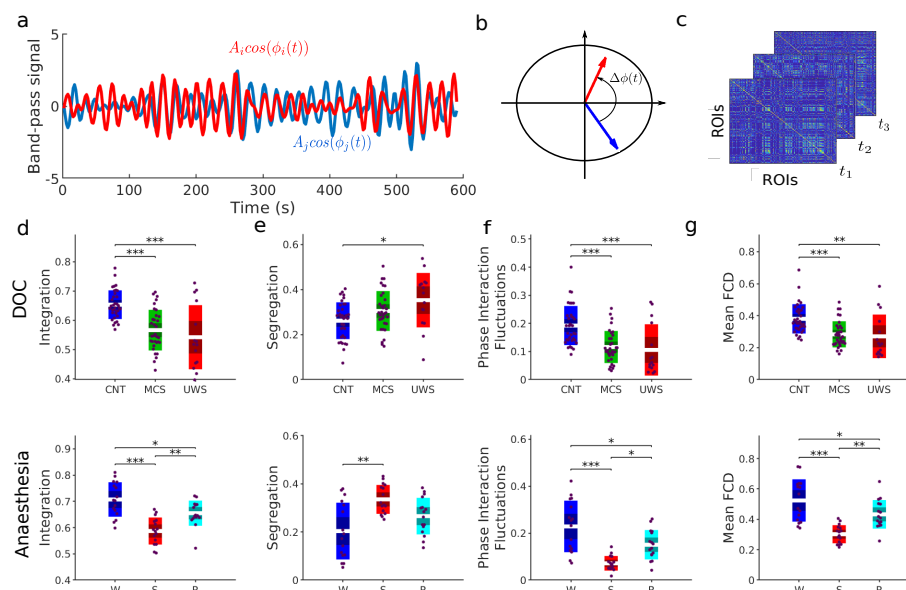 a
b
c
Band-pass signal
5
0
-5
A_i cos(ϕ_i(t))
A_j cos(ϕ_j(t))
0 100 200 300 400 500 600
Time (s)
Δϕ(t)
ROIs
ROIs
t_1
t_2
t_3
d
e
f
g
DOC
Integration
0.7
0.6
0.5
0.4
***
***
CNT MCS UWS
Segregation
0.6
0.4
0.2
0
*
CNT MCS UWS
Phase Interaction
Fluctuations
0.5
0.4
0.3
0.2
0.1
0
***
***
CNT MCS UWS
Mean FCD
0.8
0.6
0.4
0.2
0
**
***
CNT MCS UWS
Anaesthesia
Integration
0.9
0.8
0.7
0.6
0.5
0.4
*
***
**
W S R
Segregation
0.6
0.4
0.2
0
**
W S R
Phase Interaction
Fluctuations
0.6
0.4
0.2
0
*
***
*
W S R
Mean FCD
0.8
0.6
0.4
0.2
0
*
***
**
W S R